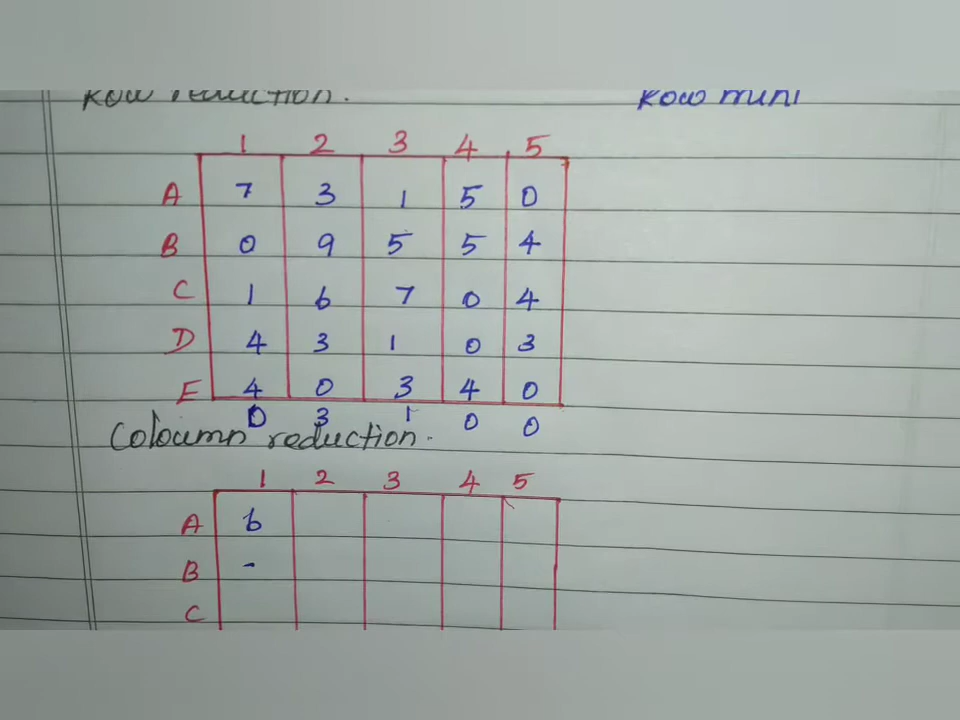 Row reduction. Row mini
1 2 3 4 5
A 7 3 1 5 0
B 0 9 5 5 4
C 1 6 7 0 4
D 4 3 1 0 3
E 4 0 3 4 0
0 3 1 0 0
Coloumn reduction.
1 2 3 4 5
A 6
B -
C